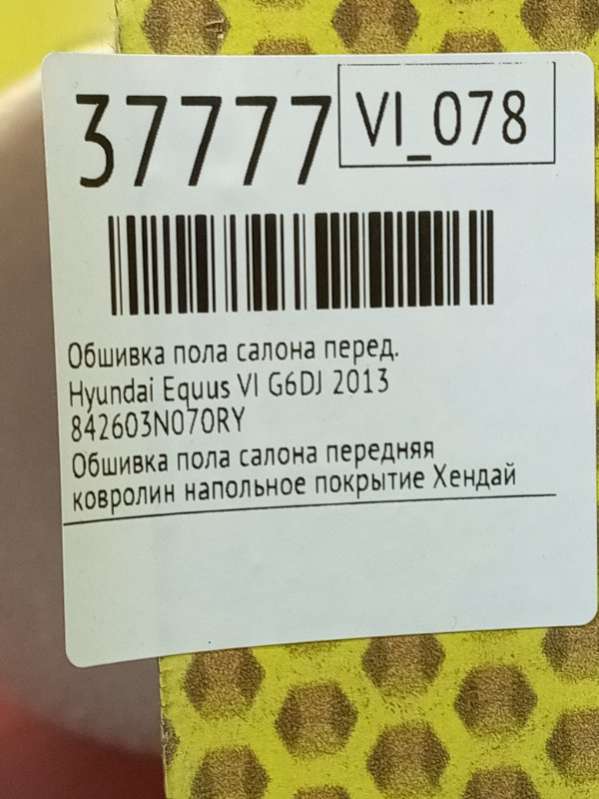 37777
VI_078
Обшивка пола салона перед.
Hyundai Equus VI G6DJ 2013
842603N070RY
Обшивка пола салона передняя
ковролин напольное покрытие Хендай